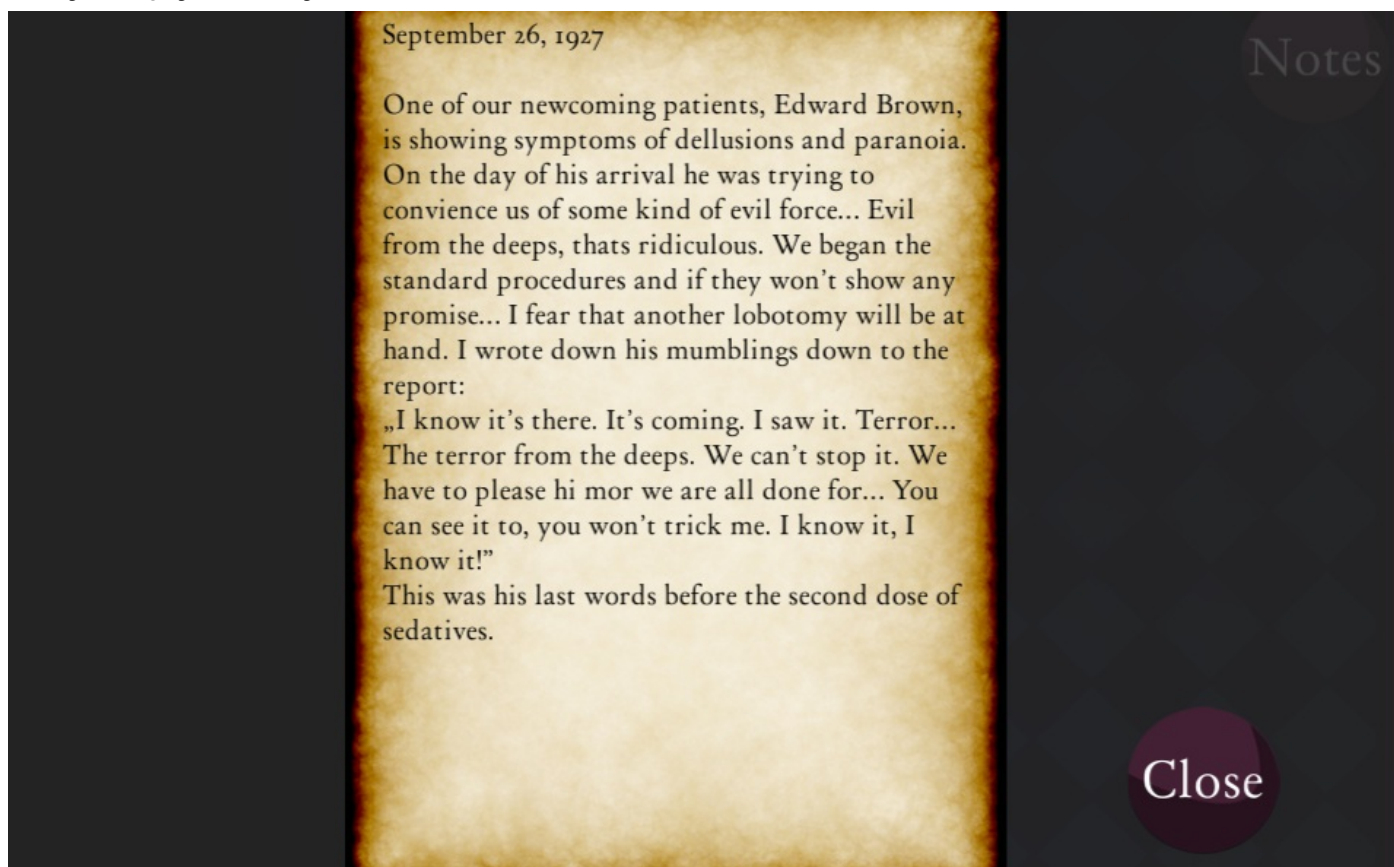 September 26, 1927
Notes
One of our newcoming patients, Edward Brown,
is showing symptoms of dellusions and paranoia.
On the day of his arrival he was trying to
convience us of some kind of evil force... Evil
from the deeps, thats ridiculous. We began the
standard procedures and if they won't show any
promise... I fear that another lobotomy will be at
hand. I wrote down his mumblings down to the
report:
„I know it's there. It's coming. I saw it. Terror...
The terror from the deeps. We can't stop it. We
have to please hi mor we are all done for... You
can see it to, you won't trick me. I know it, I
know it!”
This was his last words before the second dose of
sedatives.
Close